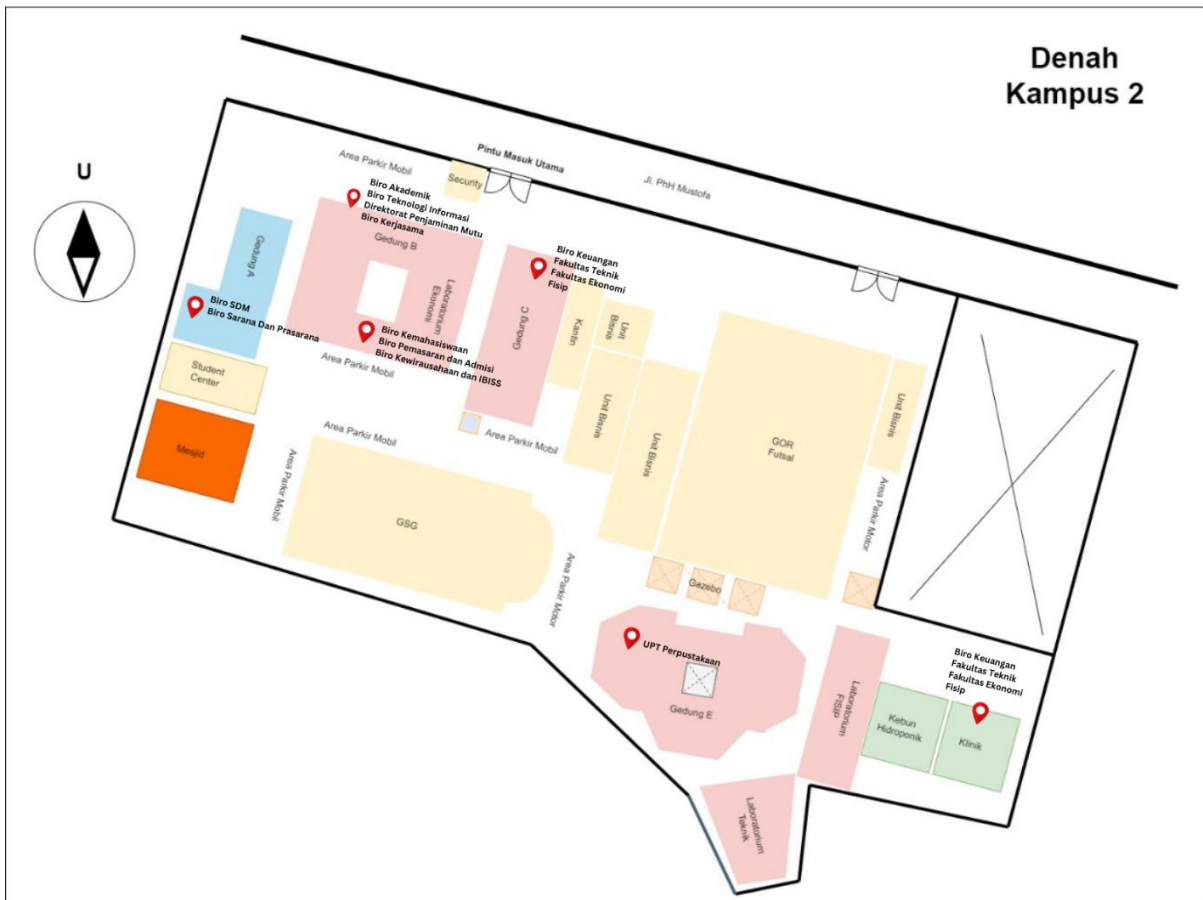 Denah
Kampus 2
U
Pintu Masuk Utama
Jl. PhH Mustofa
Area Parkir Mobil
Security
Biro Akademik
Biro Teknologi Informasi
Direktorat Penjaminan Mutu
Biro Kerjasama
Gedung B
Laboratorium
Ekonomi
Gedung A
Biro SDM
Biro Sarana Dan Prasarana
Biro Kemahasiswaan
Biro Pemasaran dan Admisi
Biro Kewirausahaan dan IBISS
Area Parkir Mobil
Biro Keuangan
Fakultas Teknik
Fakultas Ekonomi
Fisip
Gedung C
Kantin
Unit
Bisnis
Unit Bisnis
Unit Bisnis
GOR
Futsal
Unit Bisnis
Student
Center
Mesjid
Area Parkir Mobil
Area Parkir Mobil
Area Parkir Mobil
GSG
Area Parkir Motor
Area Parkir Motor
Gazebo
UPT Perpustakaan
Gedung E
Laboratorium
FISIP
Biro Keuangan
Fakultas Teknik
Fakultas Ekonomi
Fisip
Kebun
Hidroponik
Klinik
Laboratorium
Teknik